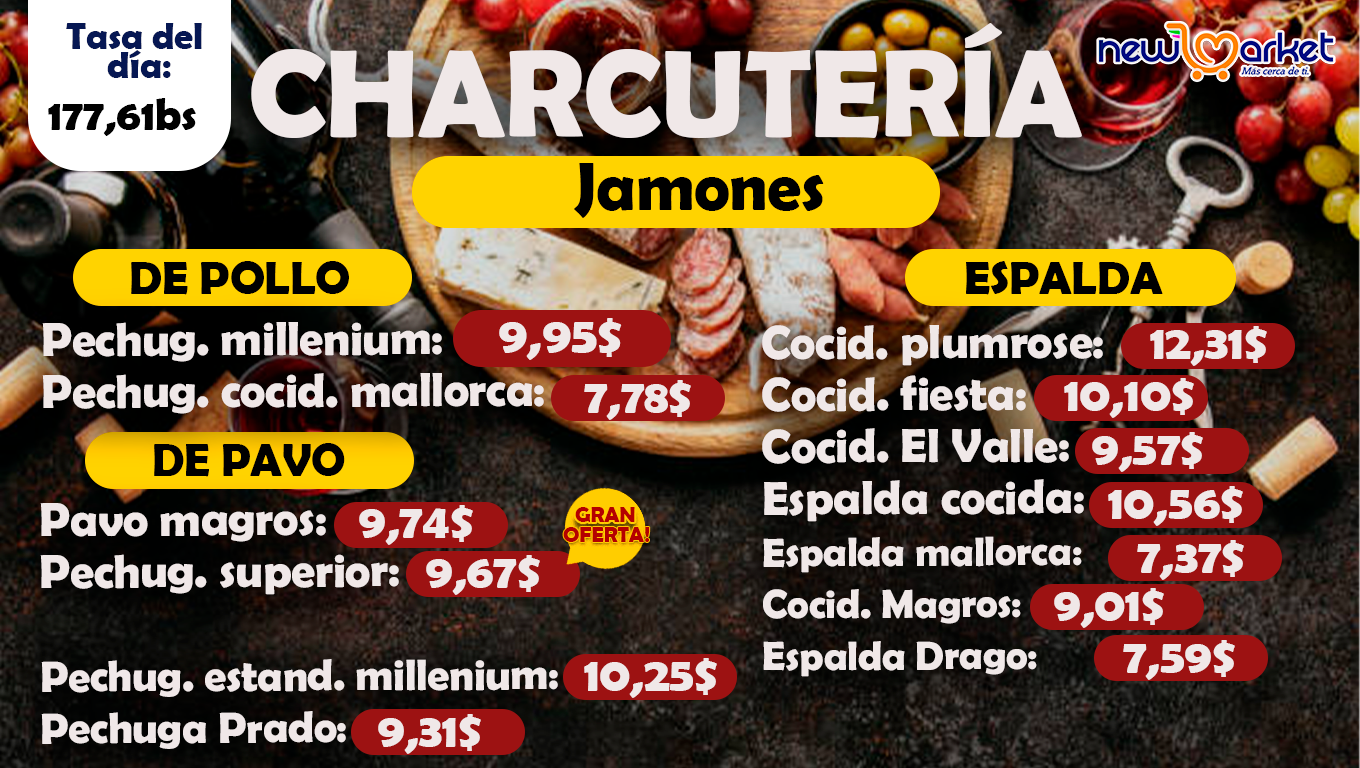 Tasa del
día:
177,61bs
CHARCUTERÍA
new market
Más cerca de ti.
Jamones
DE POLLO
Pechug. millenium: 9,95$
Pechug. cocid. mallorca: 7,78$
DE PAVO
Pavo magros: 9,74$
Pechug. superior: 9,67$
GRAN
OFERTA!
Pechug. estand. millenium: 10,25$
Pechuga Prado: 9,31$
ESPALDA
Cocid. plumrose: 12,31$
Cocid. fiesta: 10,10$
Cocid. El Valle: 9,57$
Espalda cocida: 10,56$
Espalda mallorca: 7,37$
Cocid. Magros: 9,01$
Espalda Drago: 7,59$